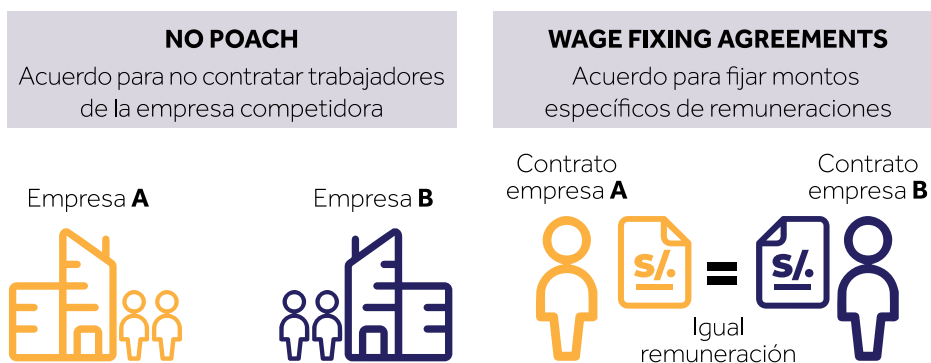 NO POACH
Acuerdo para no contratar trabajadores
de la empresa competidora
Empresa A
Empresa B
WAGE FIXING AGREEMENTS
Acuerdo para fijar montos
específicos de remuneraciones
Contrato
empresa A
Contrato
empresa B
S/.
=
S/.
Igual
remuneración